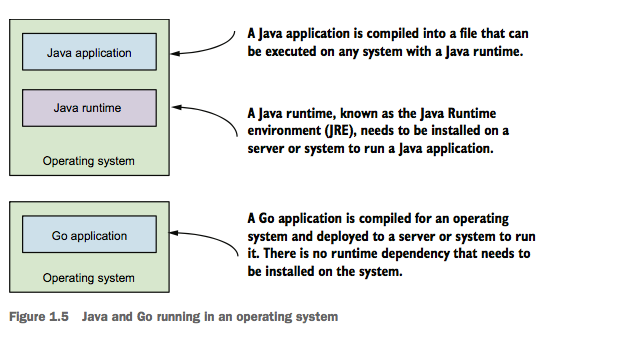 Java application
A Java application is compiled into a file that can
be executed on any system with a Java runtime.
Java runtime
A Java runtime, known as the Java Runtime
environment (JRE), needs to be installed on a
server or system to run a Java application.
Operating system
Go application
A Go application is compiled for an operating
system and deployed to a server or system to run
it. There is no runtime dependency that needs to
be installed on the system.
Operating system
Figure 1.5 Java and Go running in an operating system